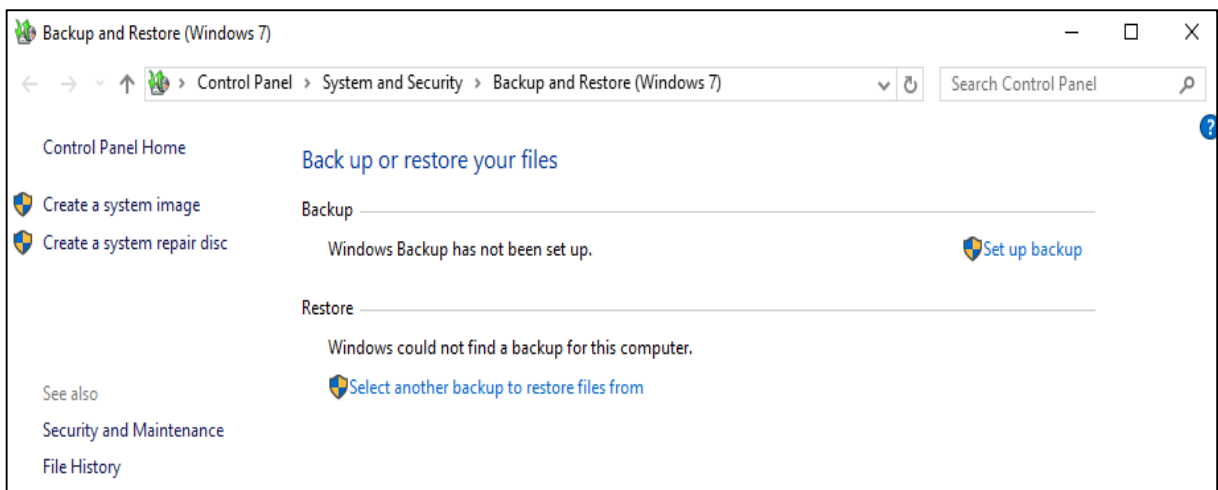 Backup and Restore (Windows 7)
Control Panel > System and Security > Backup and Restore (Windows 7)
Search Control Panel
Control Panel Home
Create a system image
Create a system repair disc
See also
Security and Maintenance
File History
Back up or restore your files
Backup
Windows Backup has not been set up.
Set up backup
Restore
Windows could not find a backup for this computer.
Select another backup to restore files from